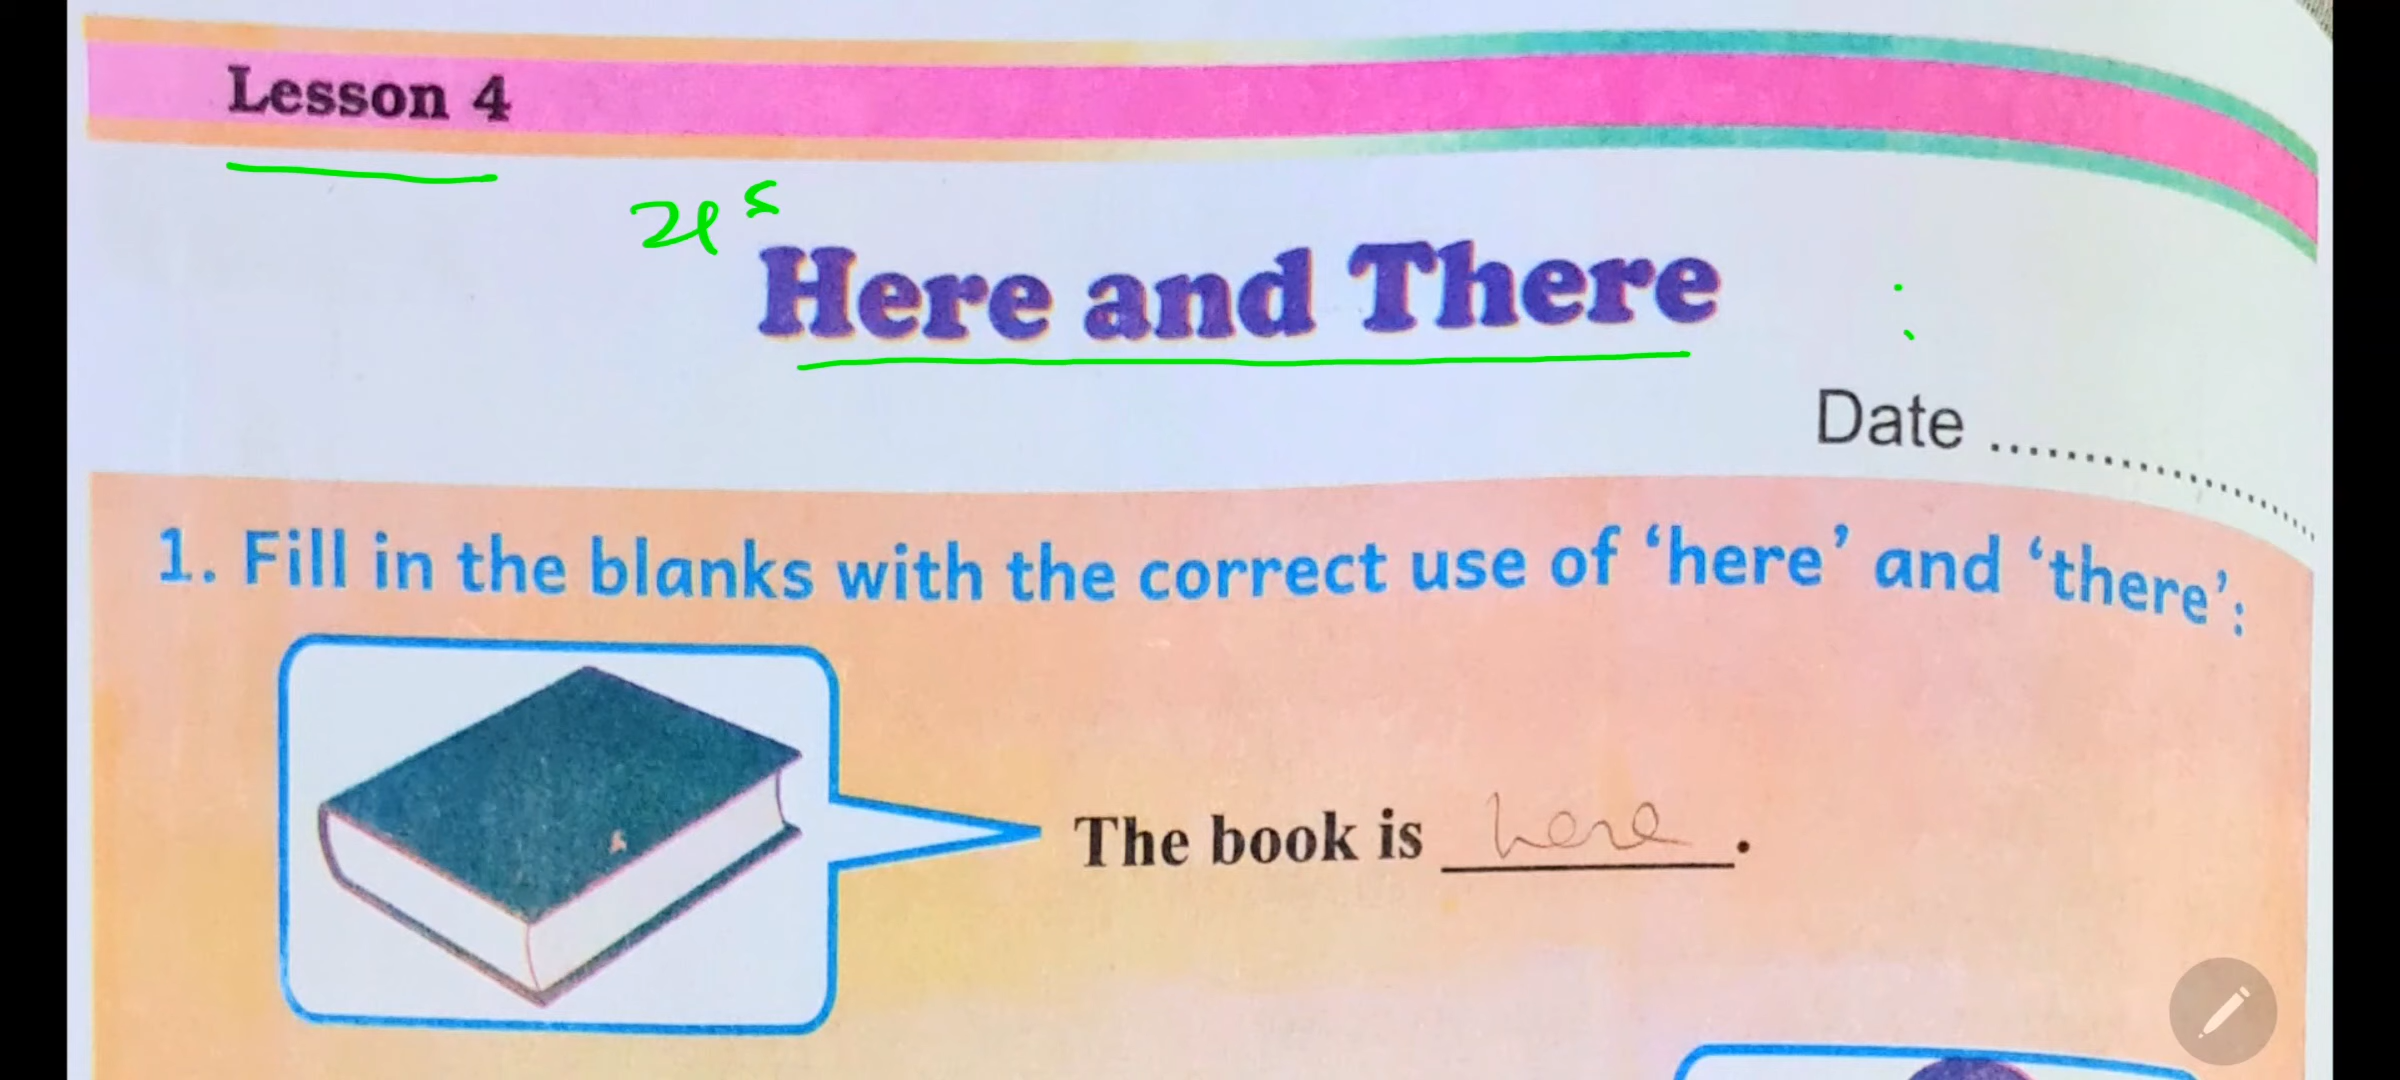 Lesson 4
Here and There
Date ....................
1. Fill in the blanks with the correct use of ‘here’ and ‘there’:
The book is here.